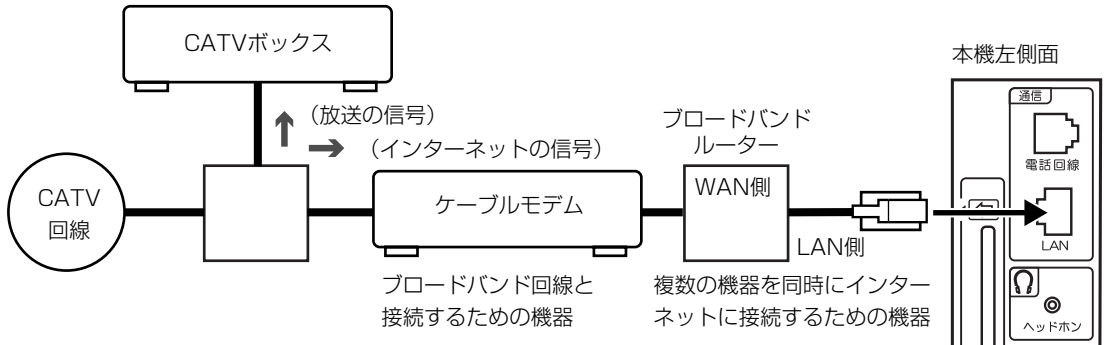 CATVボックス
（放送の信号）
（インターネットの信号）
CATV
回線
ケーブルモデム
ブロードバンド回線と
接続するための機器
ブロードバンド
ルーター
WAN側
LAN側
複数の機器を同時にインター
ネットに接続するための機器
本機左側面
通信
電話回線
LAN
ヘッドホン